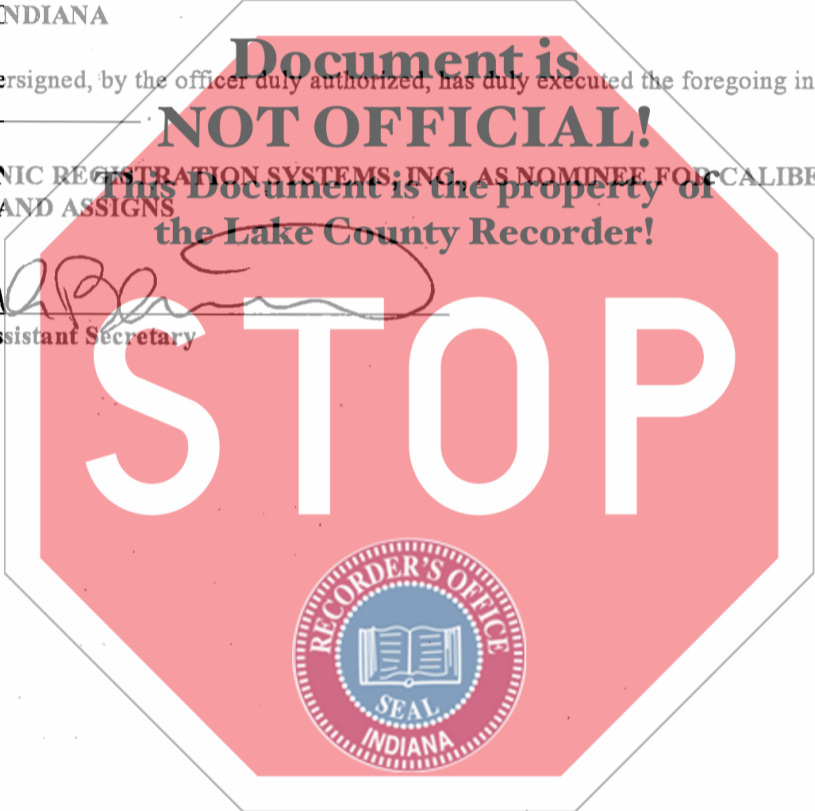 NDIANA
Document is
ersigned, by the officer duly authorized, has duly executed the foregoing in
NOT OFFICIAL!
NIC REGISTRATION SYSTEMS, INC., AS NOMINEE FOR CALIBE
This Document is the property of
AND ASSIGNS
the Lake County Recorder!
ssistant Secretary
STOP
RECORDER'S OFFICE
SEAL
INDIANA